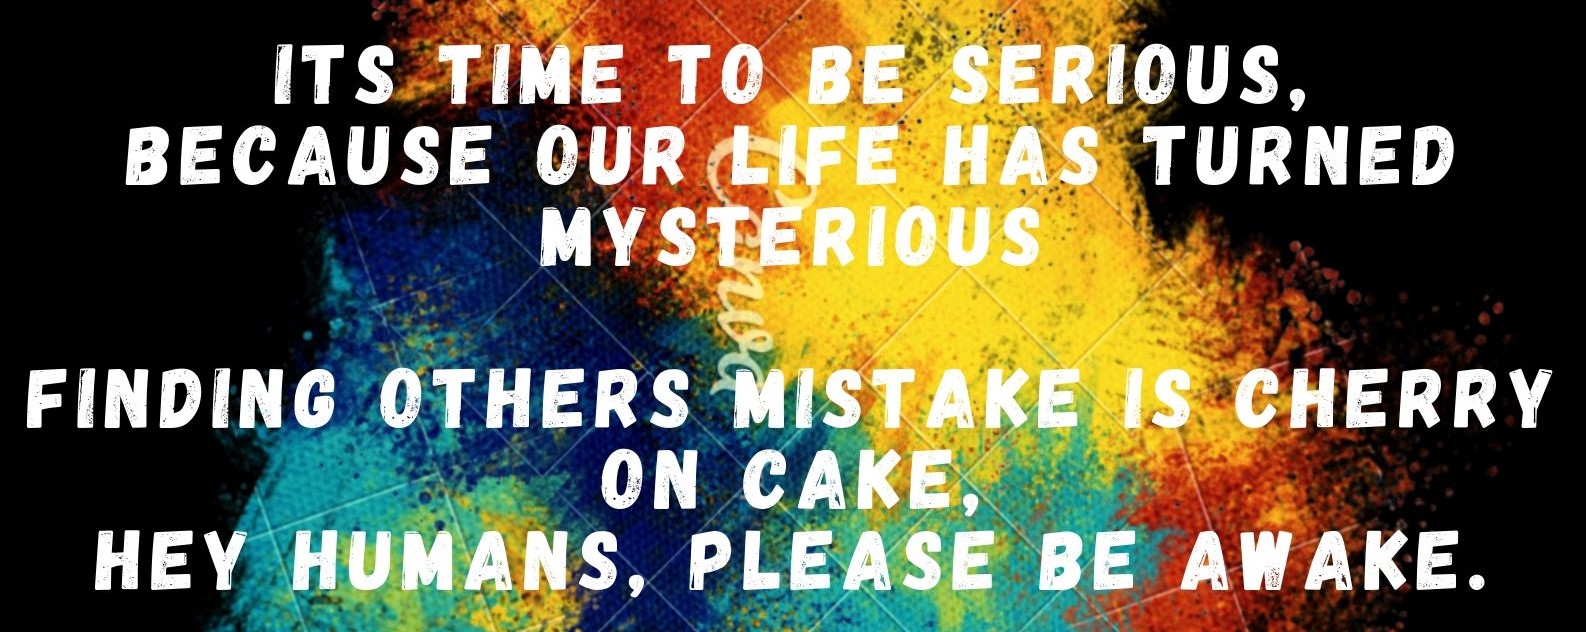 ITS TIME TO BE SERIOUS,
BECAUSE OUR LIFE HAS TURNED
MYSTERIOUS
FINDING OTHERS MISTAKE IS CHERRY
ON CAKE,
HEY HUMANS, PLEASE BE AWAKE.
Canva